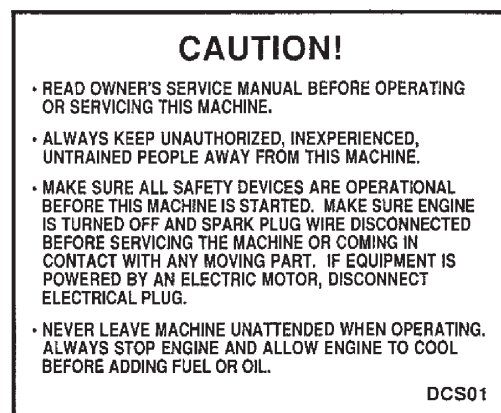 CAUTION!
• READ OWNER'S SERVICE MANUAL BEFORE OPERATING
OR SERVICING THIS MACHINE.
• ALWAYS KEEP UNAUTHORIZED, INEXPERIENCED,
UNTRAINED PEOPLE AWAY FROM THIS MACHINE.
• MAKE SURE ALL SAFETY DEVICES ARE OPERATIONAL
BEFORE THIS MACHINE IS STARTED. MAKE SURE ENGINE
IS TURNED OFF AND SPARK PLUG WIRE DISCONNECTED
BEFORE SERVICING THE MACHINE OR COMING IN
CONTACT WITH ANY MOVING PART. IF EQUIPMENT IS
POWERED BY AN ELECTRIC MOTOR, DISCONNECT
ELECTRICAL PLUG.
• NEVER LEAVE MACHINE UNATTENDED WHEN OPERATING.
ALWAYS STOP ENGINE AND ALLOW ENGINE TO COOL
BEFORE ADDING FUEL OR OIL.
DCS01